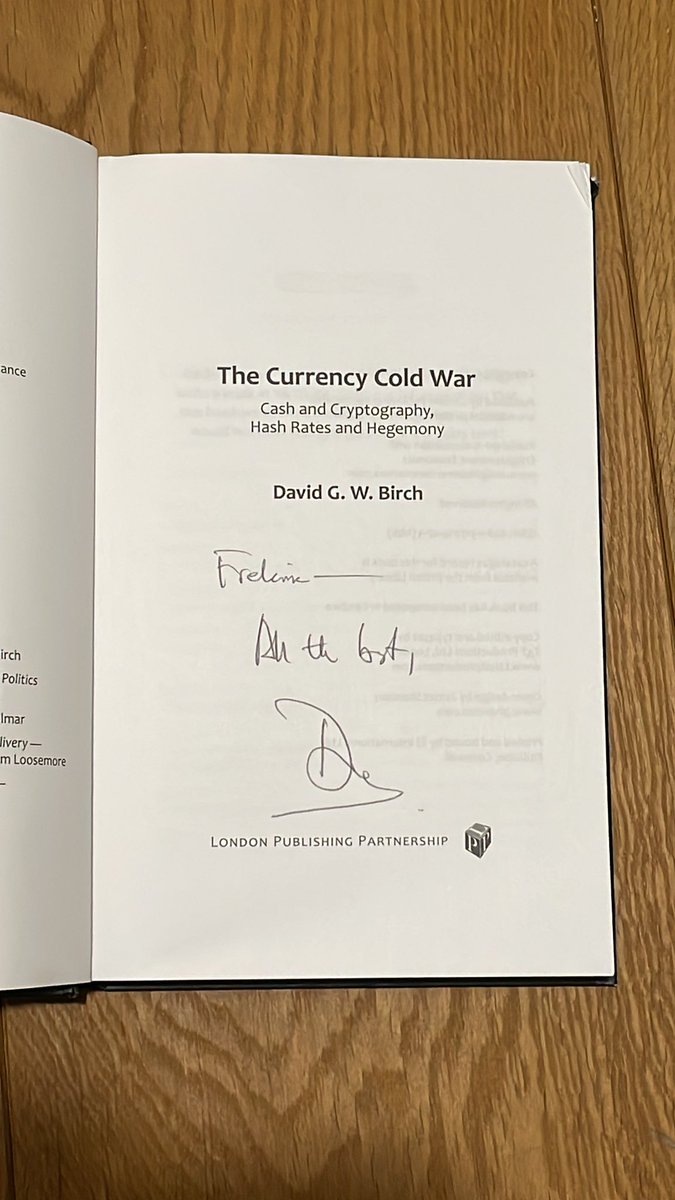 ance
irch
Politics
lmar
livery—
m Loosemore
–
The Currency Cold War
Cash and Cryptography,
Hash Rates and Hegemony
David G. W. Birch
All the best,
LONDON PUBLISHING PARTNERSHIP